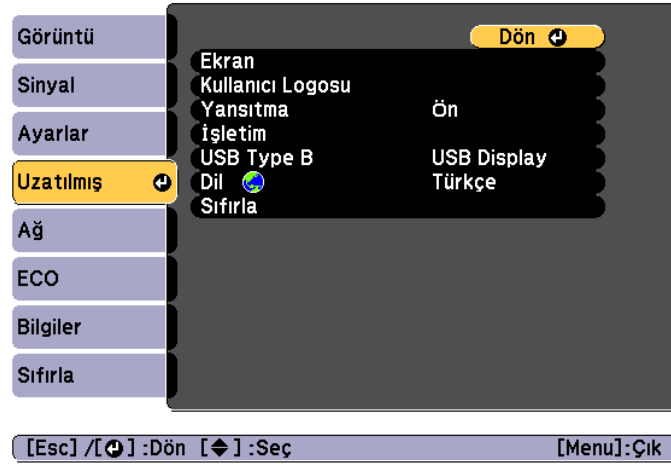 Görüntü
Sinyal
Ayarlar
Uzatılmış
Ağ
ECO
Bilgiler
Sıfırla
Dön
Ekran
Kullanıcı Logosu
Yansıtma Ön
İşletim
USB Type B USB Display
Dil Türkçe
Sıfırla
[Esc] /[ ] :Dön [ ] :Seç [Menu]:Çık